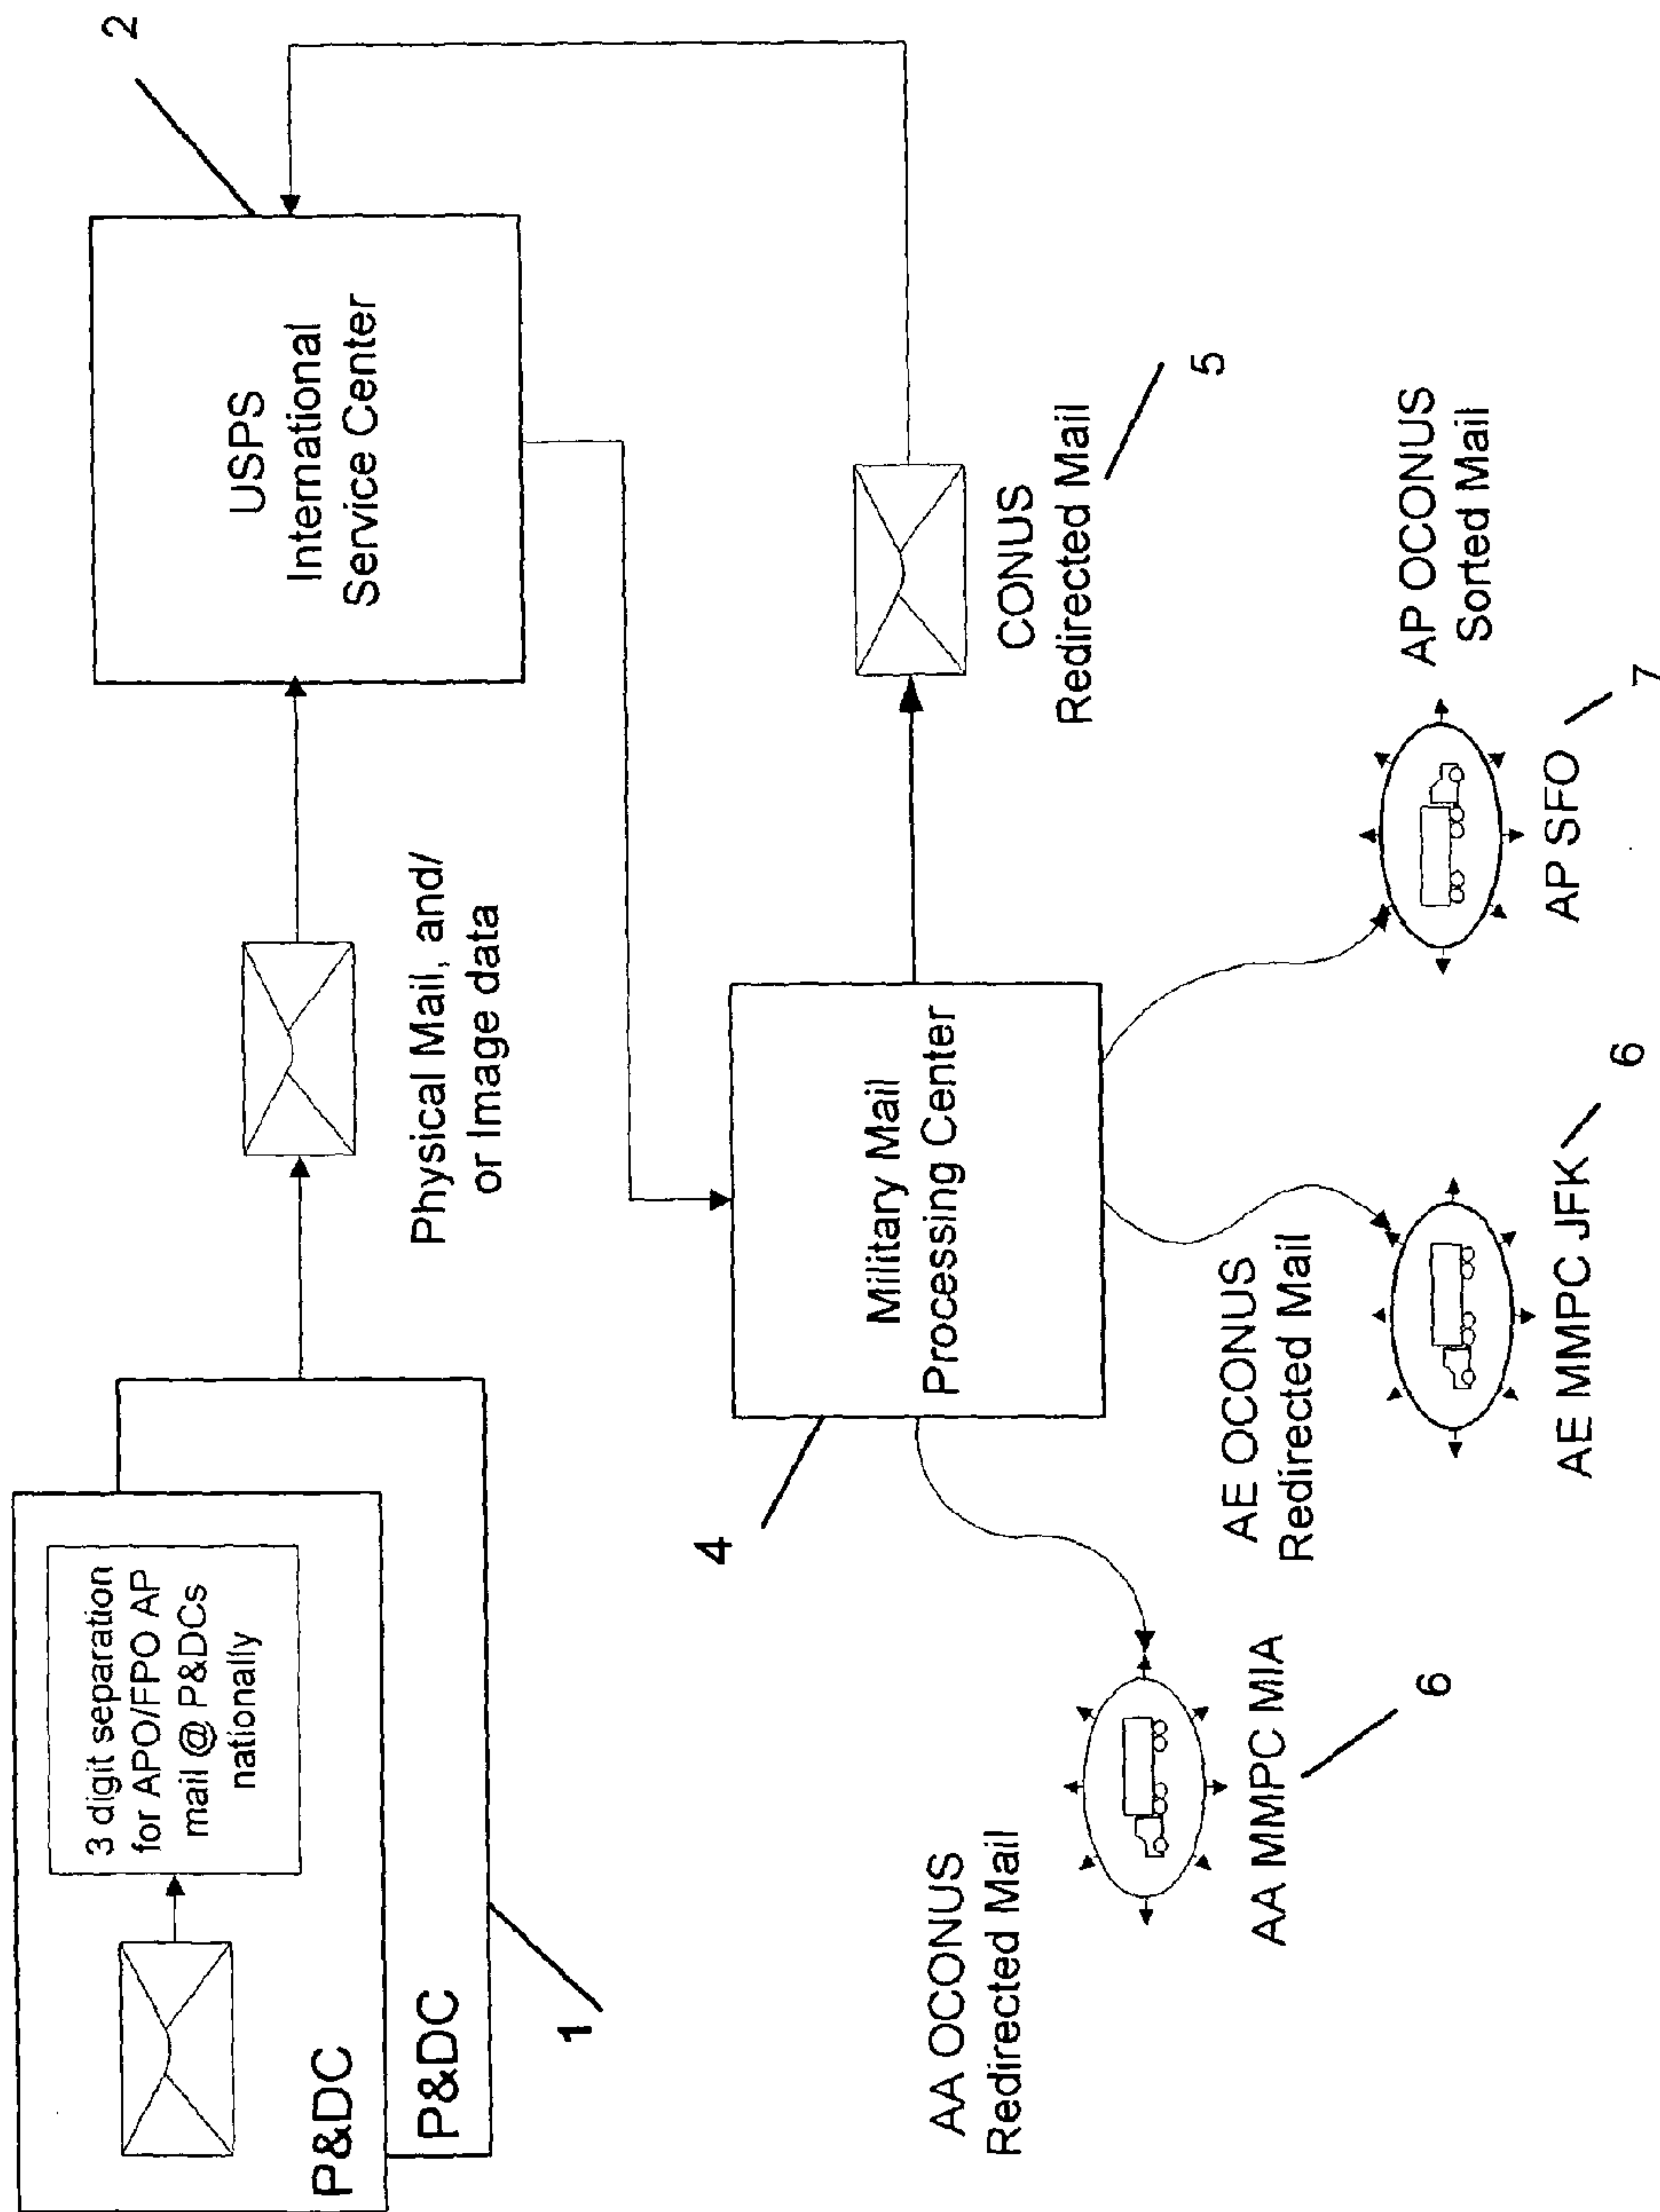 3 digit separation
for APO/FPO AP
mail @ P&DCs
nationally
P&DC
P&DC
1
Physical Mail, and/
or Image data
USPS
International
Service Center
2
Military Mail
Processing Center
4
CONUS
Redirected Mail
5
AA OCONUS
Redirected Mail
AA MMPC MIA
6
AE OCONUS
Redirected Mail
AE MMPC JFK
6
AP OCONUS
Sorted Mail
AP SFO
7